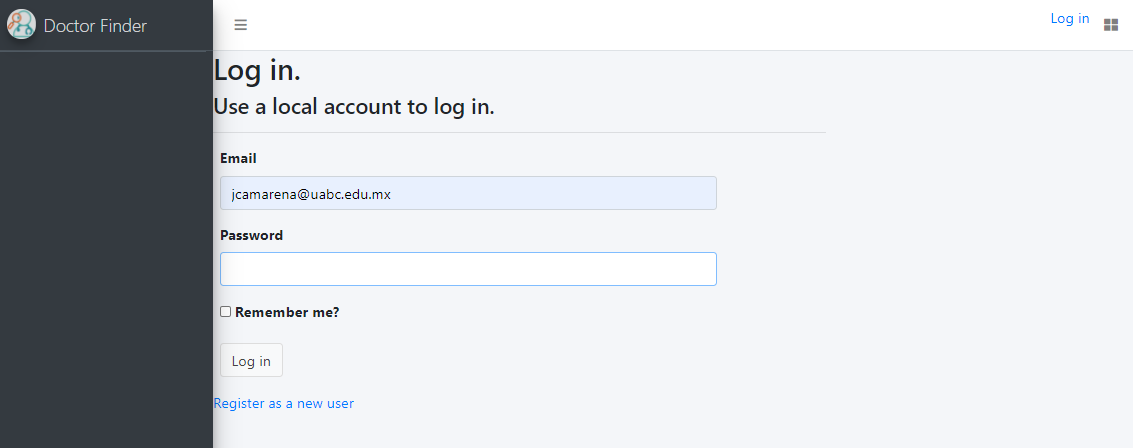 Doctor Finder
Log in
Log in.
Use a local account to log in.
Email
jcamarena@uabc.edu.mx
Password
Remember me?
Log in
Register as a new user